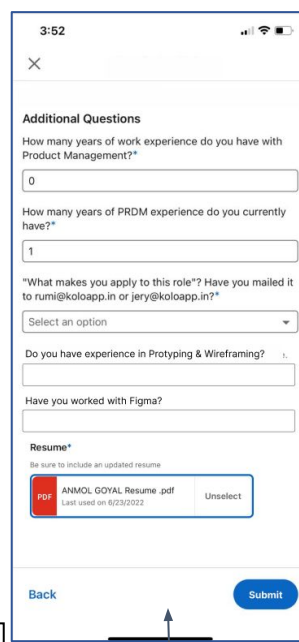 3:52
Additional Questions
How many years of work experience do you have with
Product Management?*
0
How many years of PRDM experience do you currently
have?*
1
"What makes you apply to this role"? Have you mailed it
to rumi@koloapp.in or jery@koloapp.in?*
Select an option
Do you have experience in Protyping & Wireframing?
Have you worked with Figma?
Resume*
Be sure to include an updated resume
PDF
ANMOL GOYAL Resume .pdf
Last used on 6/23/2022
Unselect
Back
Submit